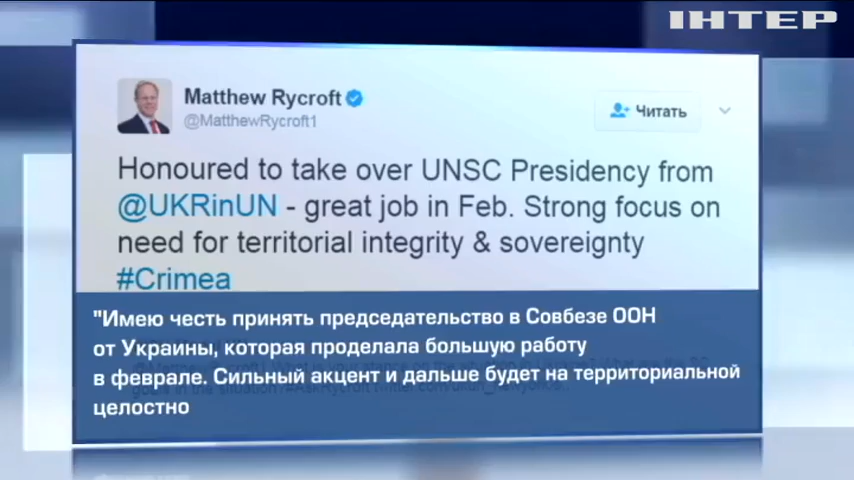 ІНТЕР
Matthew Rycroft
@MatthewRycroft1
Читать
Honoured to take over UNSC Presidency from
@UKRinUN - great job in Feb. Strong focus on
need for territorial integrity & sovereignty
#Crimea
"Имею честь принять председательство в Совбезе ООН
от Украины, которая проделала большую работу
в феврале. Сильный акцент и дальше будет на территориальной
целостно